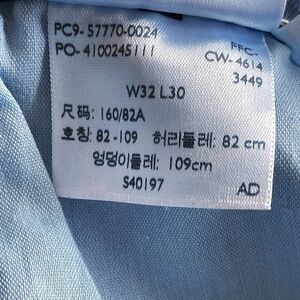 PC9-57770-0024
PO-4100245111
FFC-
CW-4614
3449
W32 L30
尺码: 160/82A
호칭: 82-109 허리둘레: 82 cm
엉덩이둘레: 109cm
S40197 AD